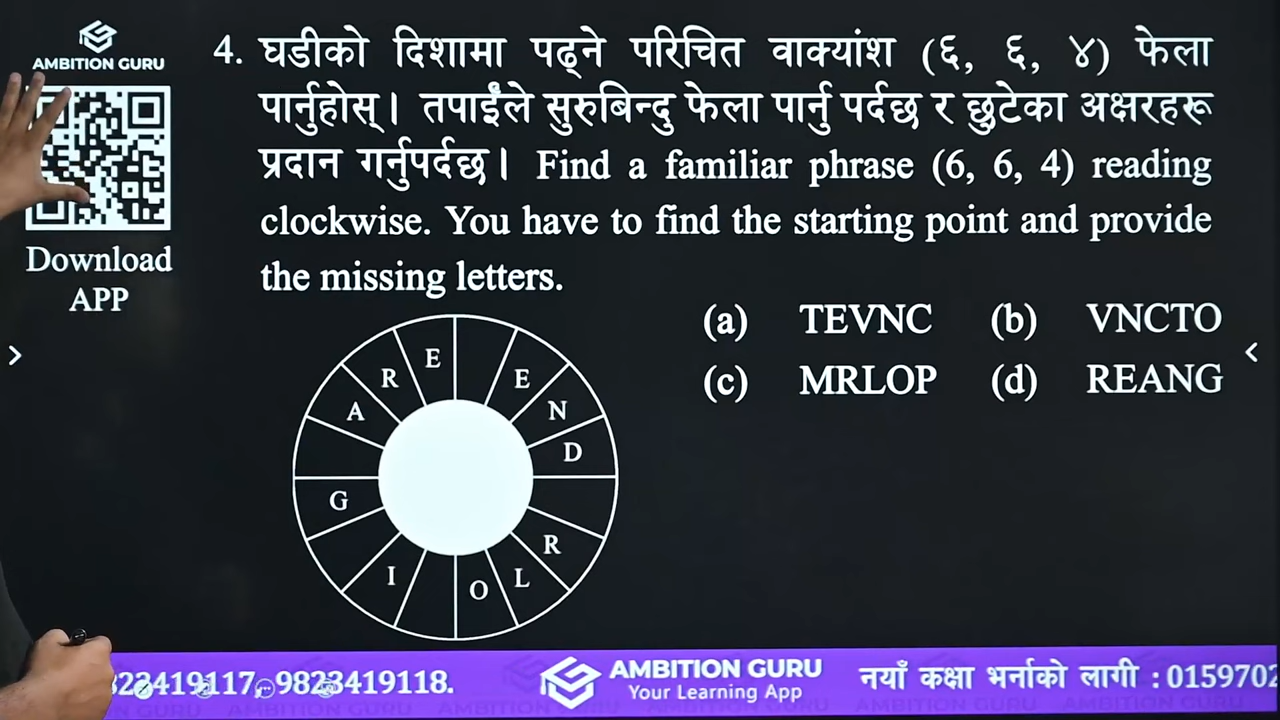 AMBITION GURU
Download
APP
4. घडीको दिशामा पढ्ने परिचित वाक्यांश (६, ६, ४) फेला
पार्नुहोस्। तपाईंले सुरुबिन्दु फेला पार्नु पर्दछ र छुटेका अक्षरहरू
प्रदान गर्नुपर्दछ। Find a familiar phrase (6, 6, 4) reading
clockwise. You have to find the starting point and provide
the missing letters.
(a) TEVNC (b) VNCTO
(c) MRLOP (d) REANG
E
E
N
D
R
L
O
I
G
A
R
323419117, 9823419118.
AMBITION GURU
Your Learning App
नयाँ कक्षा भर्नाको लागी : 0159702